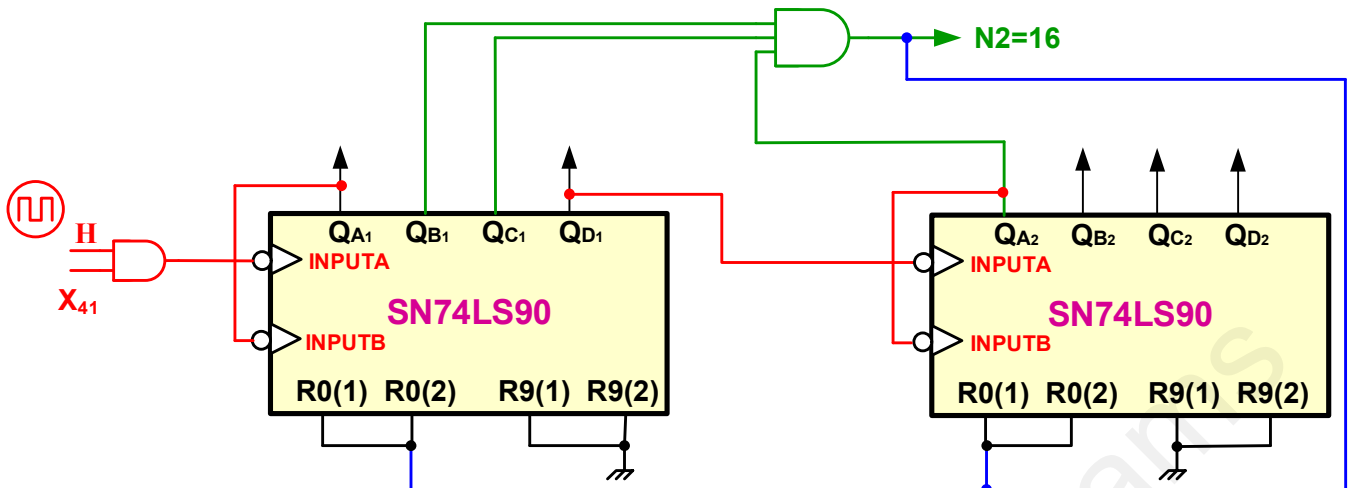 N2=16
H
X41
QA1 QB1 QC1 QD1
INPUTA
SN74LS90
INPUTB
R0(1) R0(2) R9(1) R9(2)
QA2 QB2 QC2 QD2
INPUTA
SN74LS90
INPUTB
R0(1) R0(2) R9(1) R9(2)